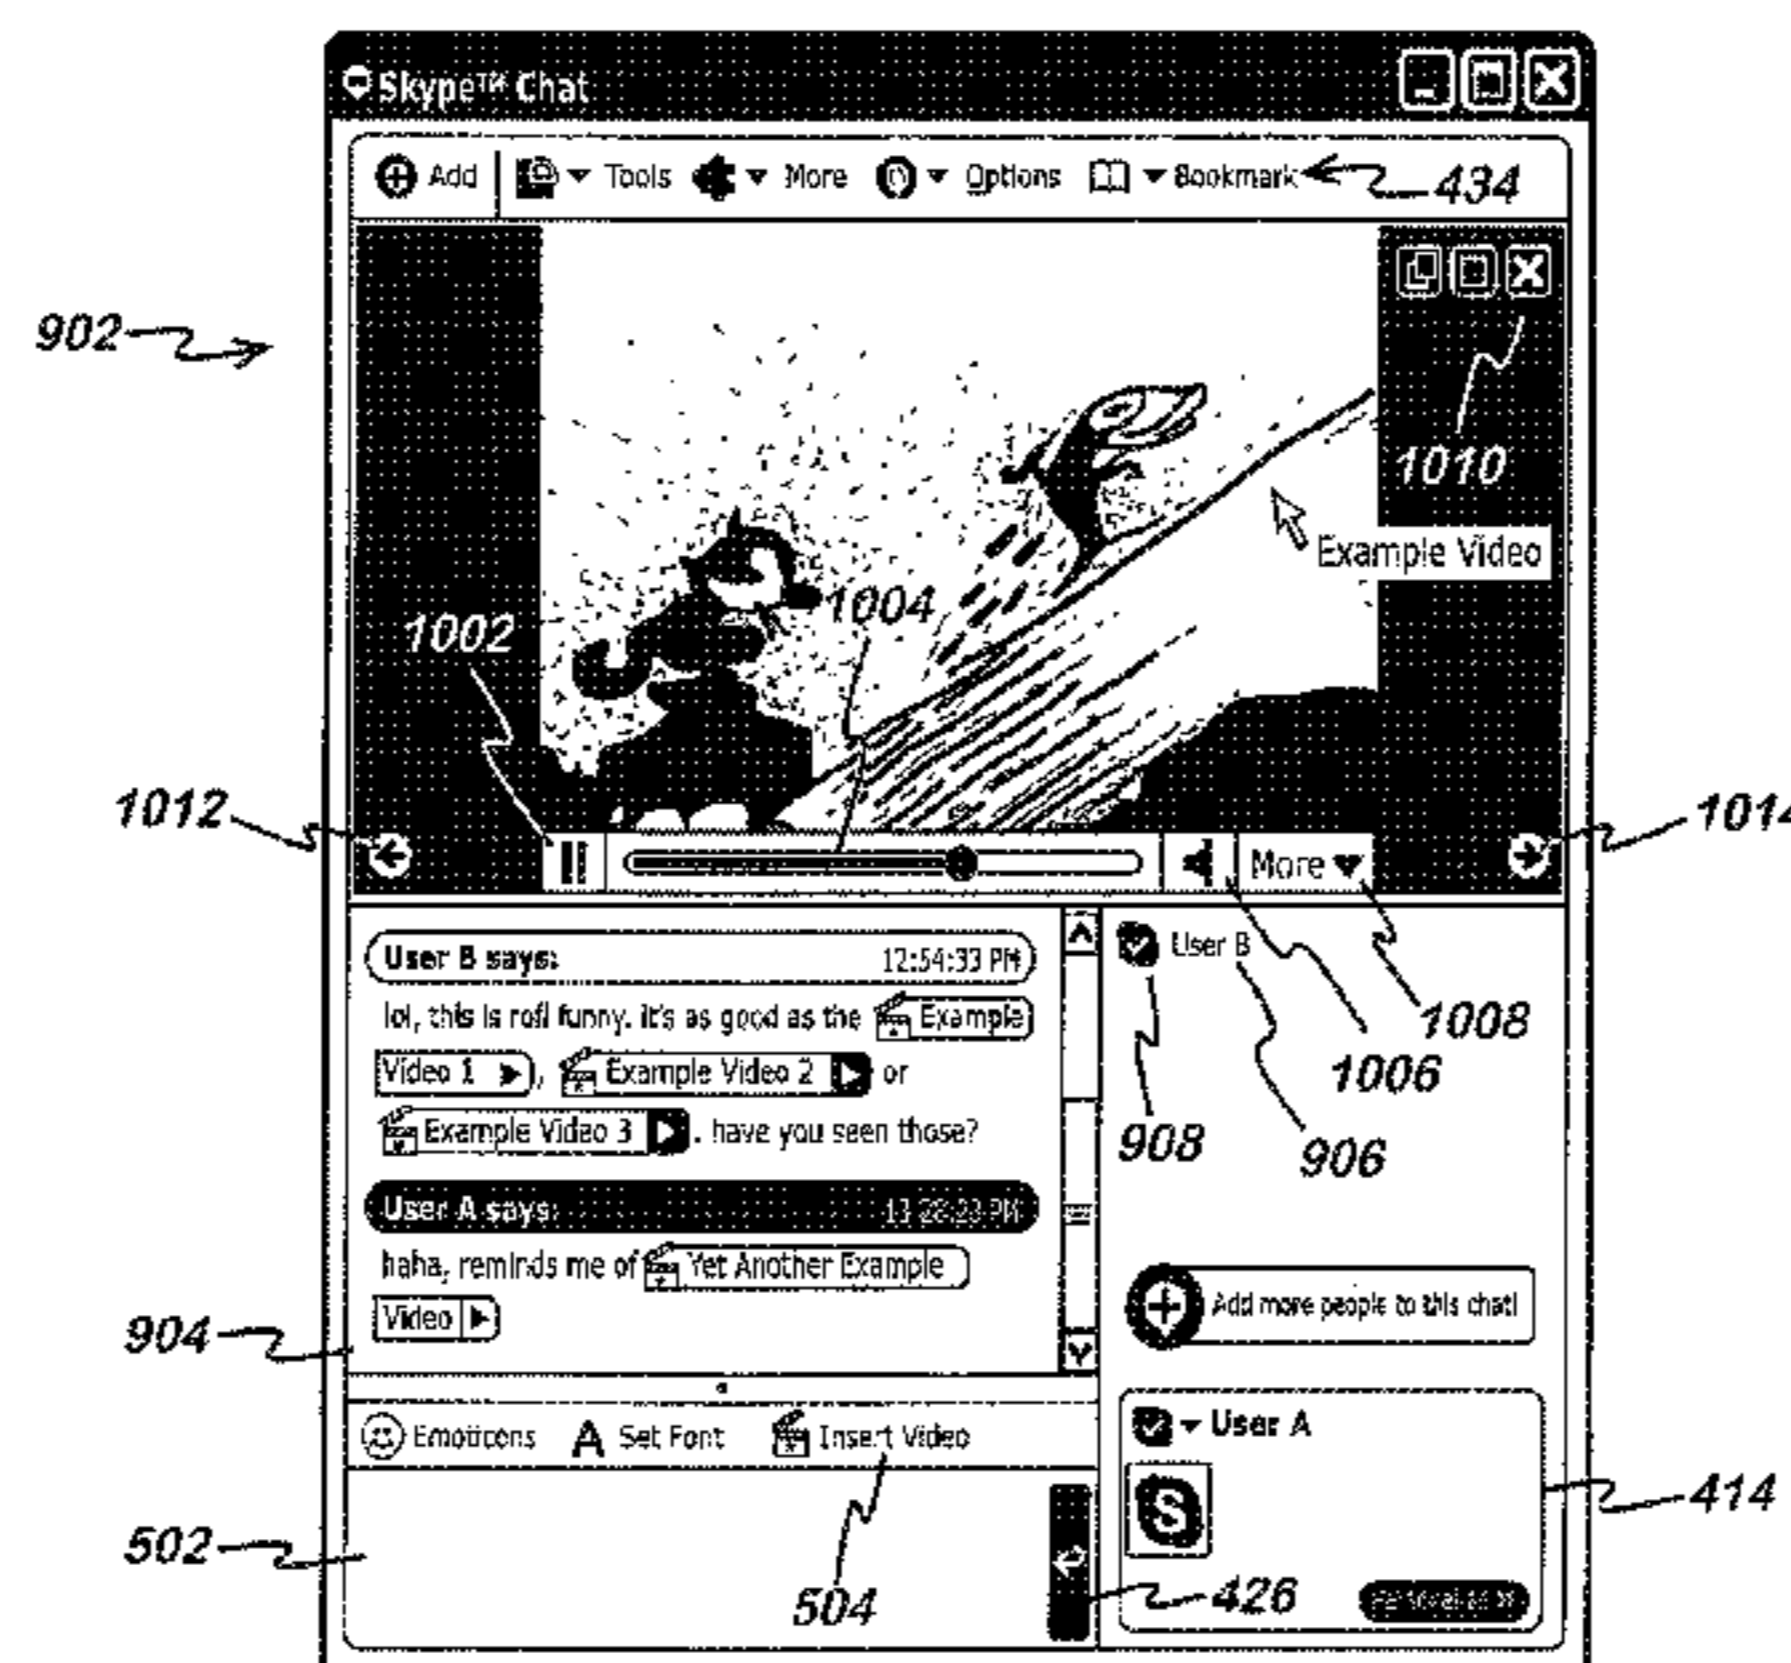 Skype™ Chat
Add Tools More Options Bookmark 434
902
1010
Example Video
1004
1002
1012
1014
More
User B says: 12:54:33 PM
User B
lol, this is rofl funny. it's as good as the Example
1008
Video 1 , Example Video 2 or
1006
Example Video 3 . have you seen those?
908
906
User A says: 13:28:23 PM
haha, reminds me of Yet Another Example
Add more people to this chat!
Video
904
Emoticons A Set Font Insert Video
User A
414
S
502
504
426